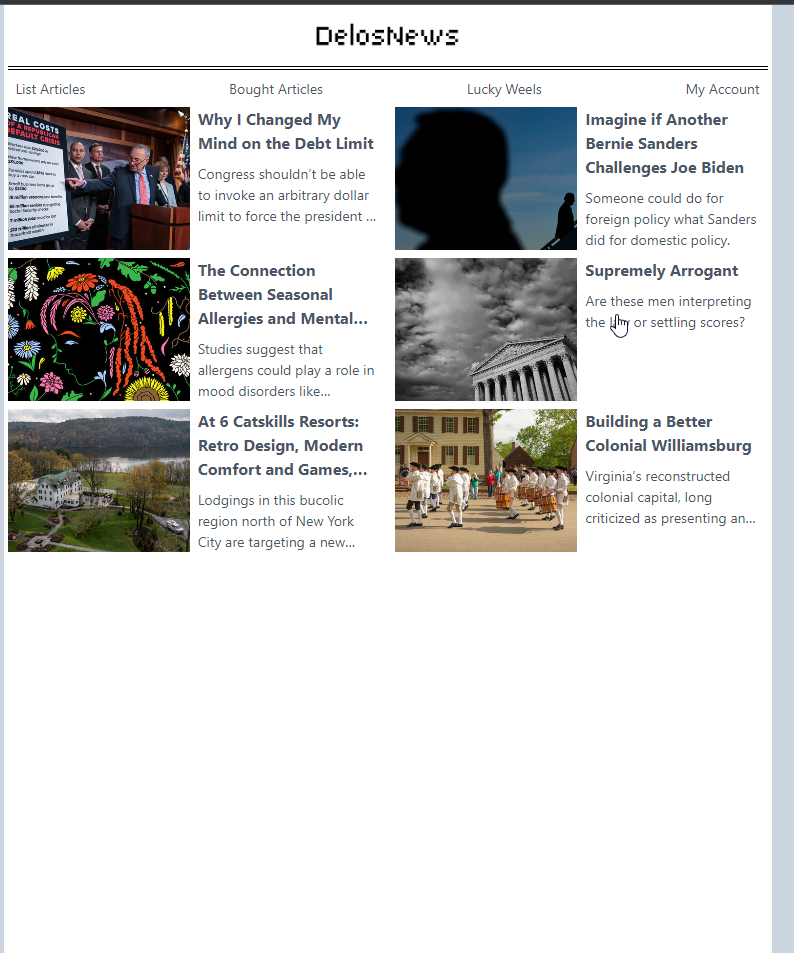 DelosNews
List Articles
Bought Articles
Lucky Weels
My Account
REAL COSTS
OF A REPUBLICAN
DEFAULT CRISIS
Why I Changed My
Mind on the Debt Limit
Congress shouldn’t be able
to invoke an arbitrary dollar
limit to force the president ...
Imagine if Another
Bernie Sanders
Challenges Joe Biden
Someone could do for
foreign policy what Sanders
did for domestic policy.
The Connection
Between Seasonal
Allergies and Mental...
Studies suggest that
allergens could play a role in
mood disorders like...
Supremely Arrogant
Are these men interpreting
the or settling scores?
At 6 Catskills Resorts:
Retro Design, Modern
Comfort and Games,...
Lodgings in this bucolic
region north of New York
City are targeting a new...
Building a Better
Colonial Williamsburg
Virginia’s reconstructed
colonial capital, long
criticized as presenting an...